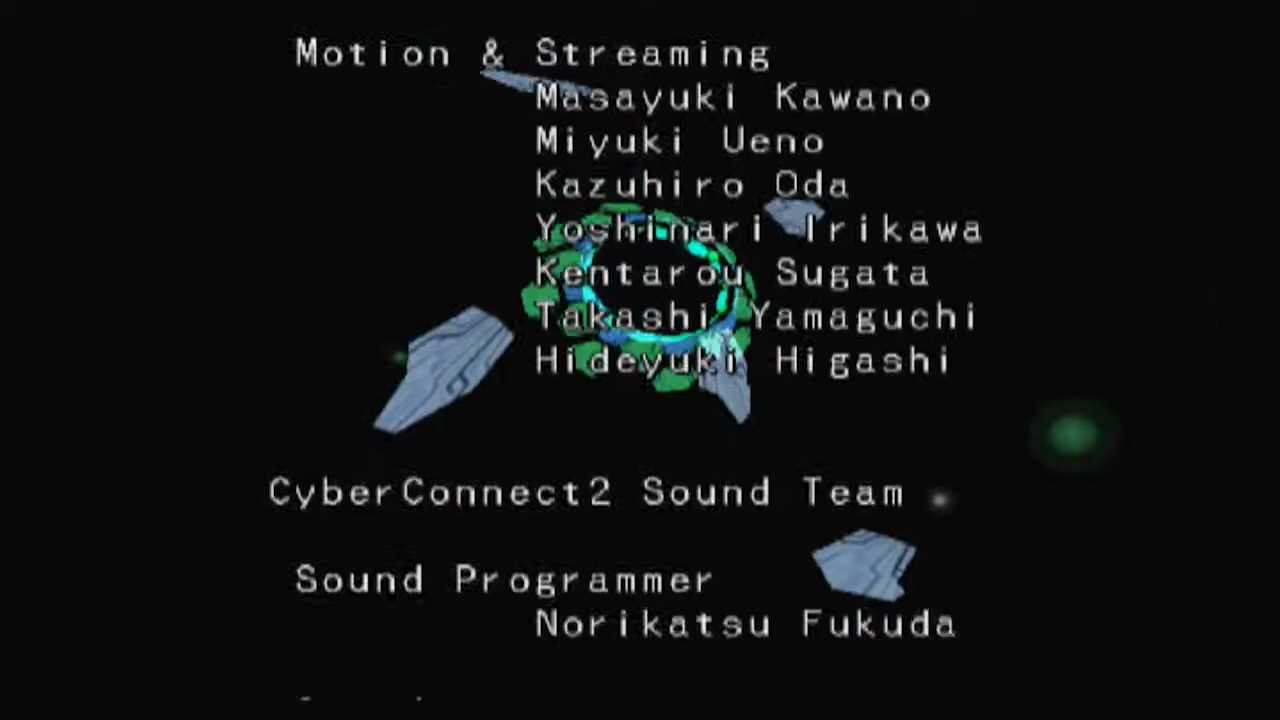 Motion & Streaming
Masayuki Kawano
Miyuki Ueno
Kazuhiro Oda
Yoshinari Irikawa
Kentarou Sugata
Takashi Yamaguchi
Hideyuki Higashi
CyberConnect2 Sound Team
Sound Programmer
Norikatsu Fukuda